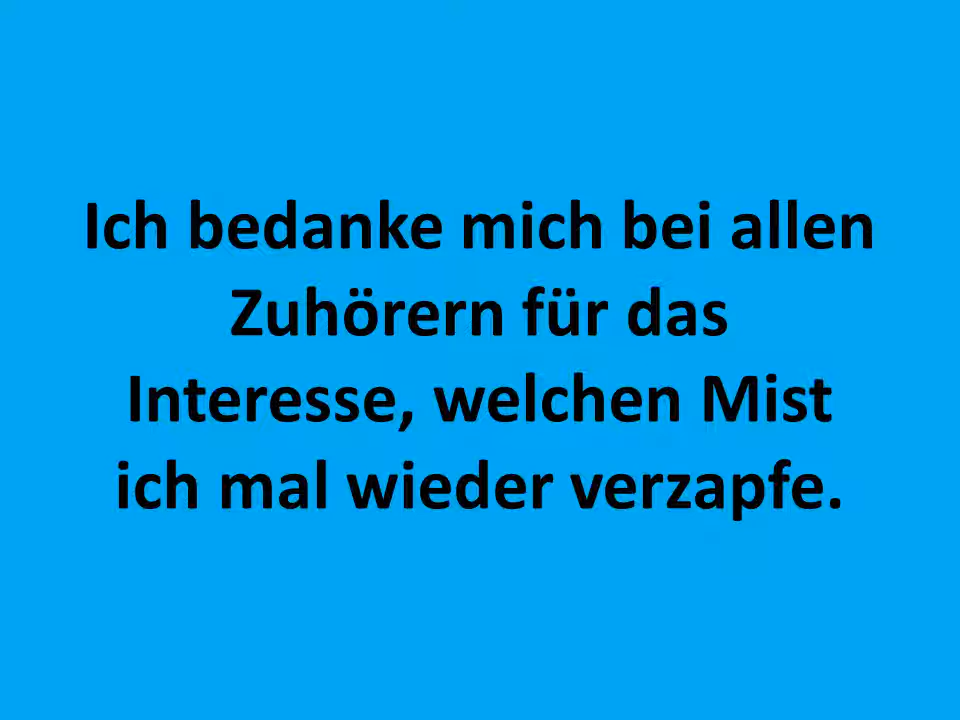 Ich bedanke mich bei allen
Zuhörern für das
Interesse, welchen Mist
ich mal wieder verzapfe.